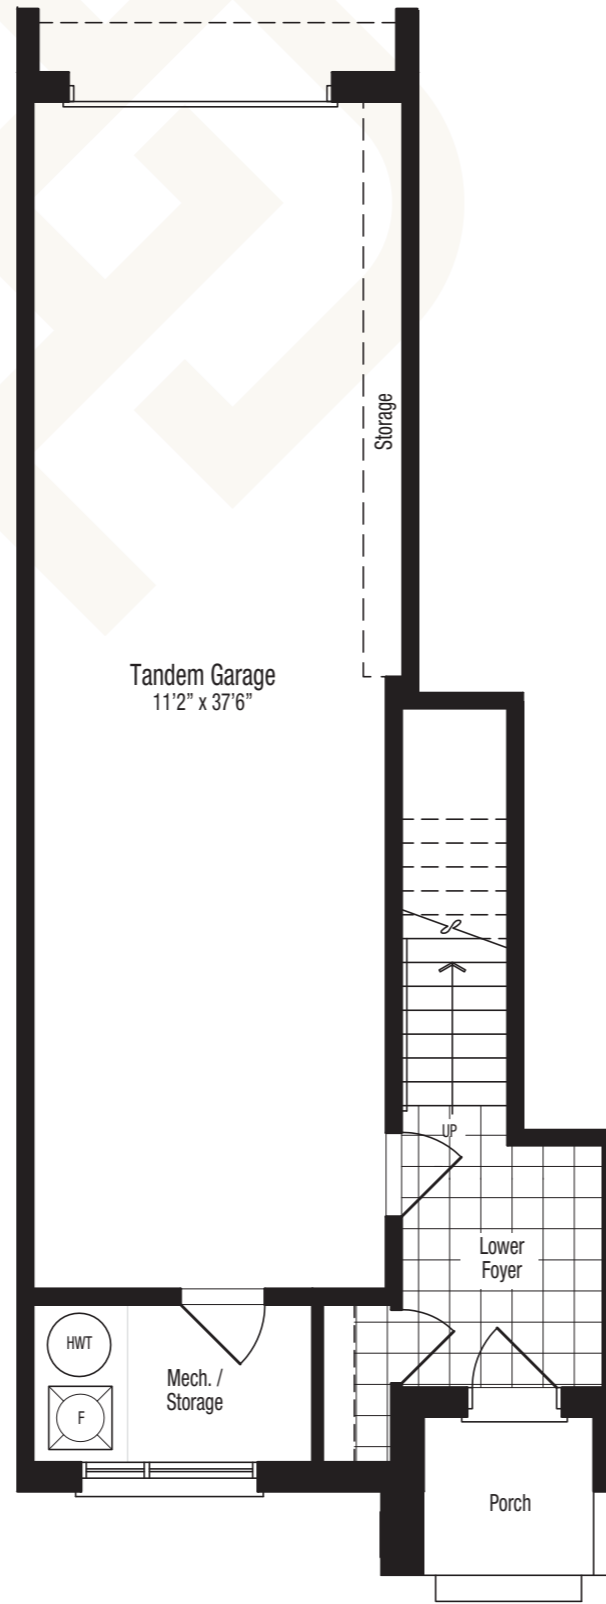 Storage
Tandem Garage
11’2” x 37’6”
UP
Lower
Foyer
HWT
Mech. /
Storage
F
Porch